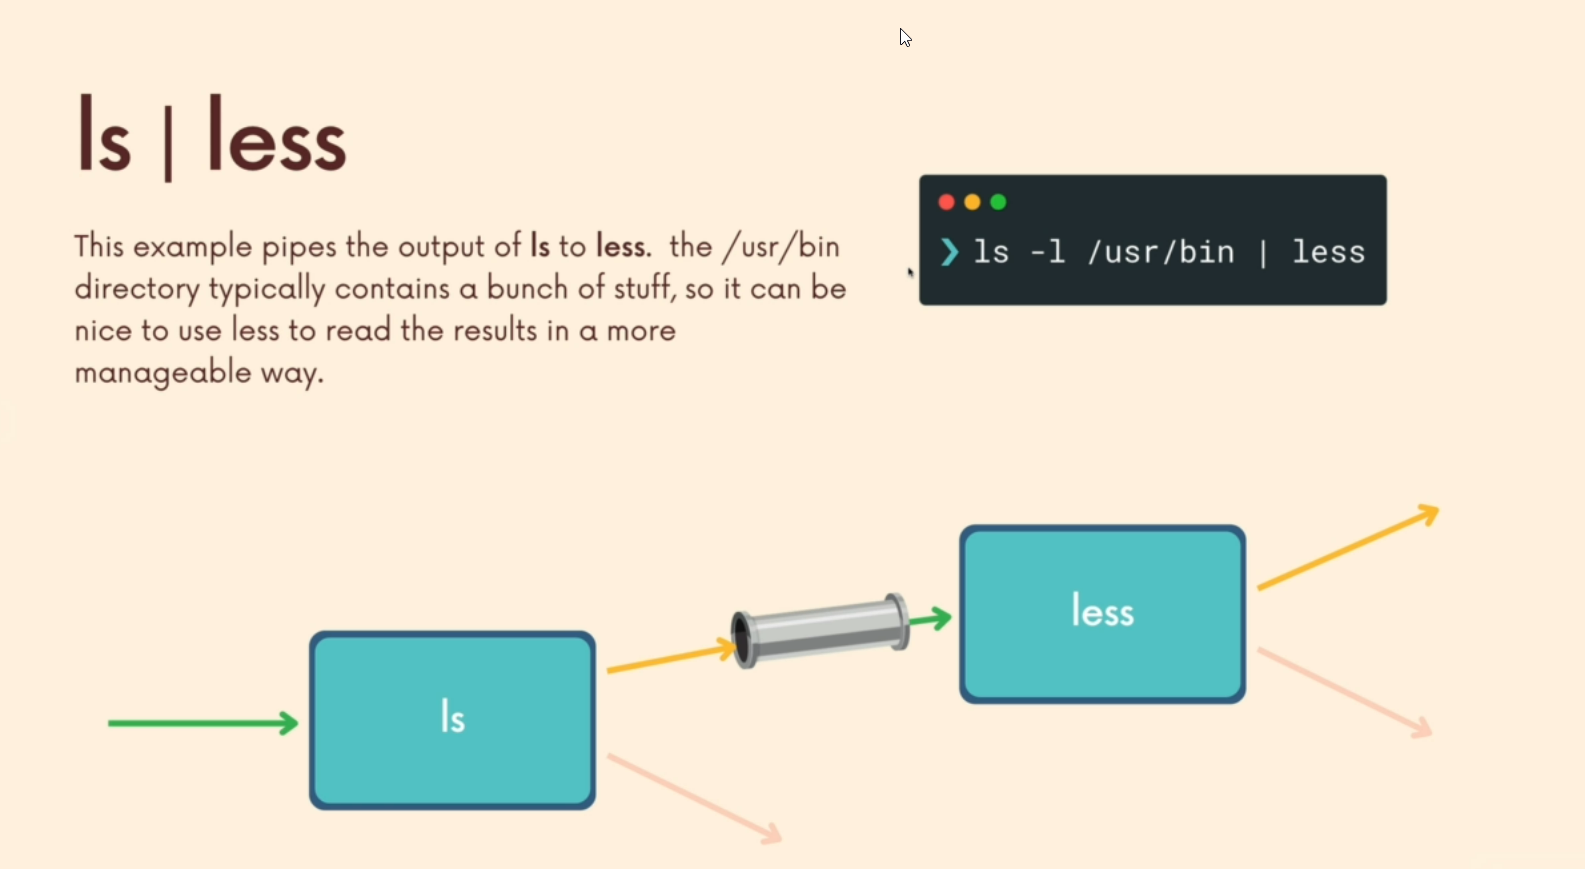 ls | less
This example pipes the output of ls to less.  the /usr/bin
directory typically contains a bunch of stuff, so it can be
nice to use less to read the results in a more
manageable way.
❯ ls -l /usr/bin | less
less
ls